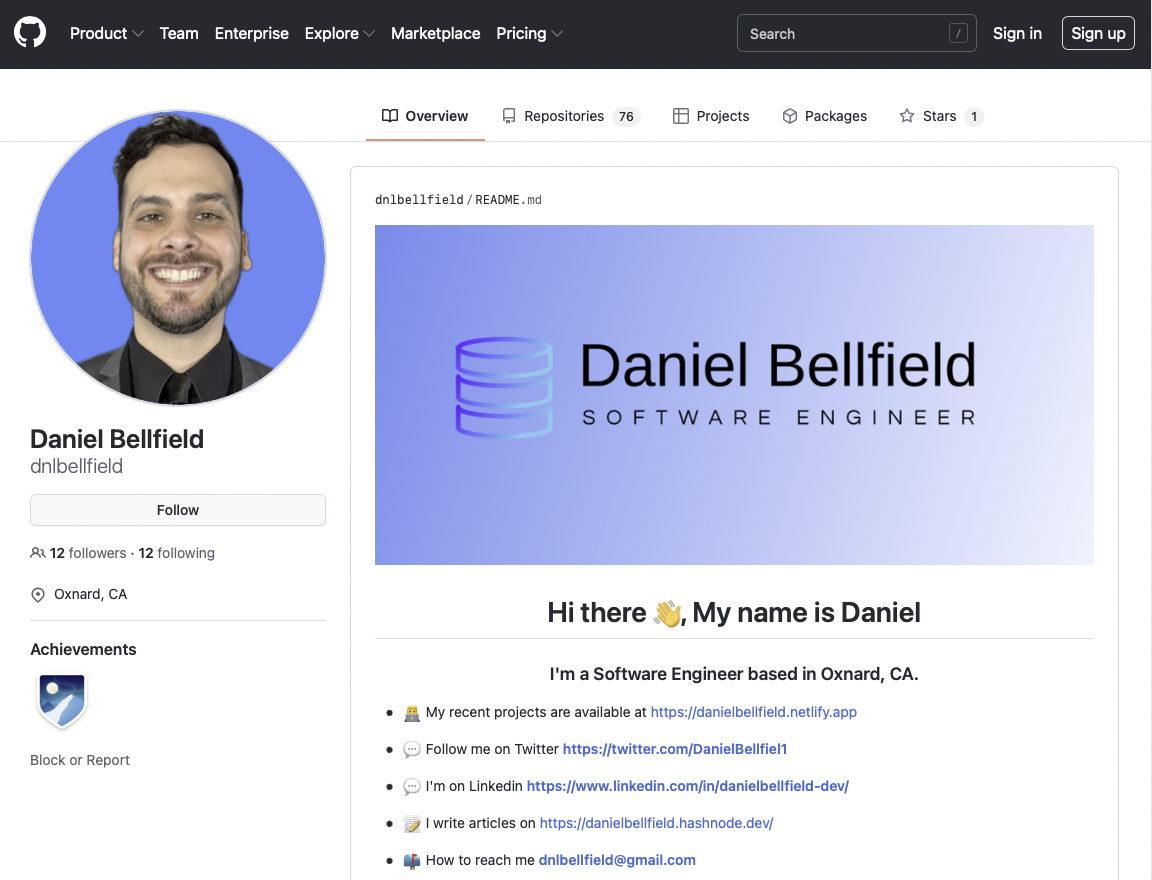 Product Team Enterprise Explore Marketplace Pricing Search / Sign in Sign up
Overview Repositories 76 Projects Packages Stars 1
Daniel Bellfield
dnlbellfield
Follow
12 followers · 12 following
Oxnard, CA
Achievements
Block or Report
dnlbellfield/README.md
Daniel Bellfield
SOFTWARE ENGINEER
Hi there 👋, My name is Daniel
I'm a Software Engineer based in Oxnard, CA.
👨‍💻 My recent projects are available at https://danielbellfield.netlify.app
💬 Follow me on Twitter https://twitter.com/DanielBellfiel1
💬 I'm on Linkedin https://www.linkedin.com/in/danielbellfield-dev/
📝 I write articles on https://danielbellfield.hashnode.dev/
📫 How to reach me dnlbellfield@gmail.com